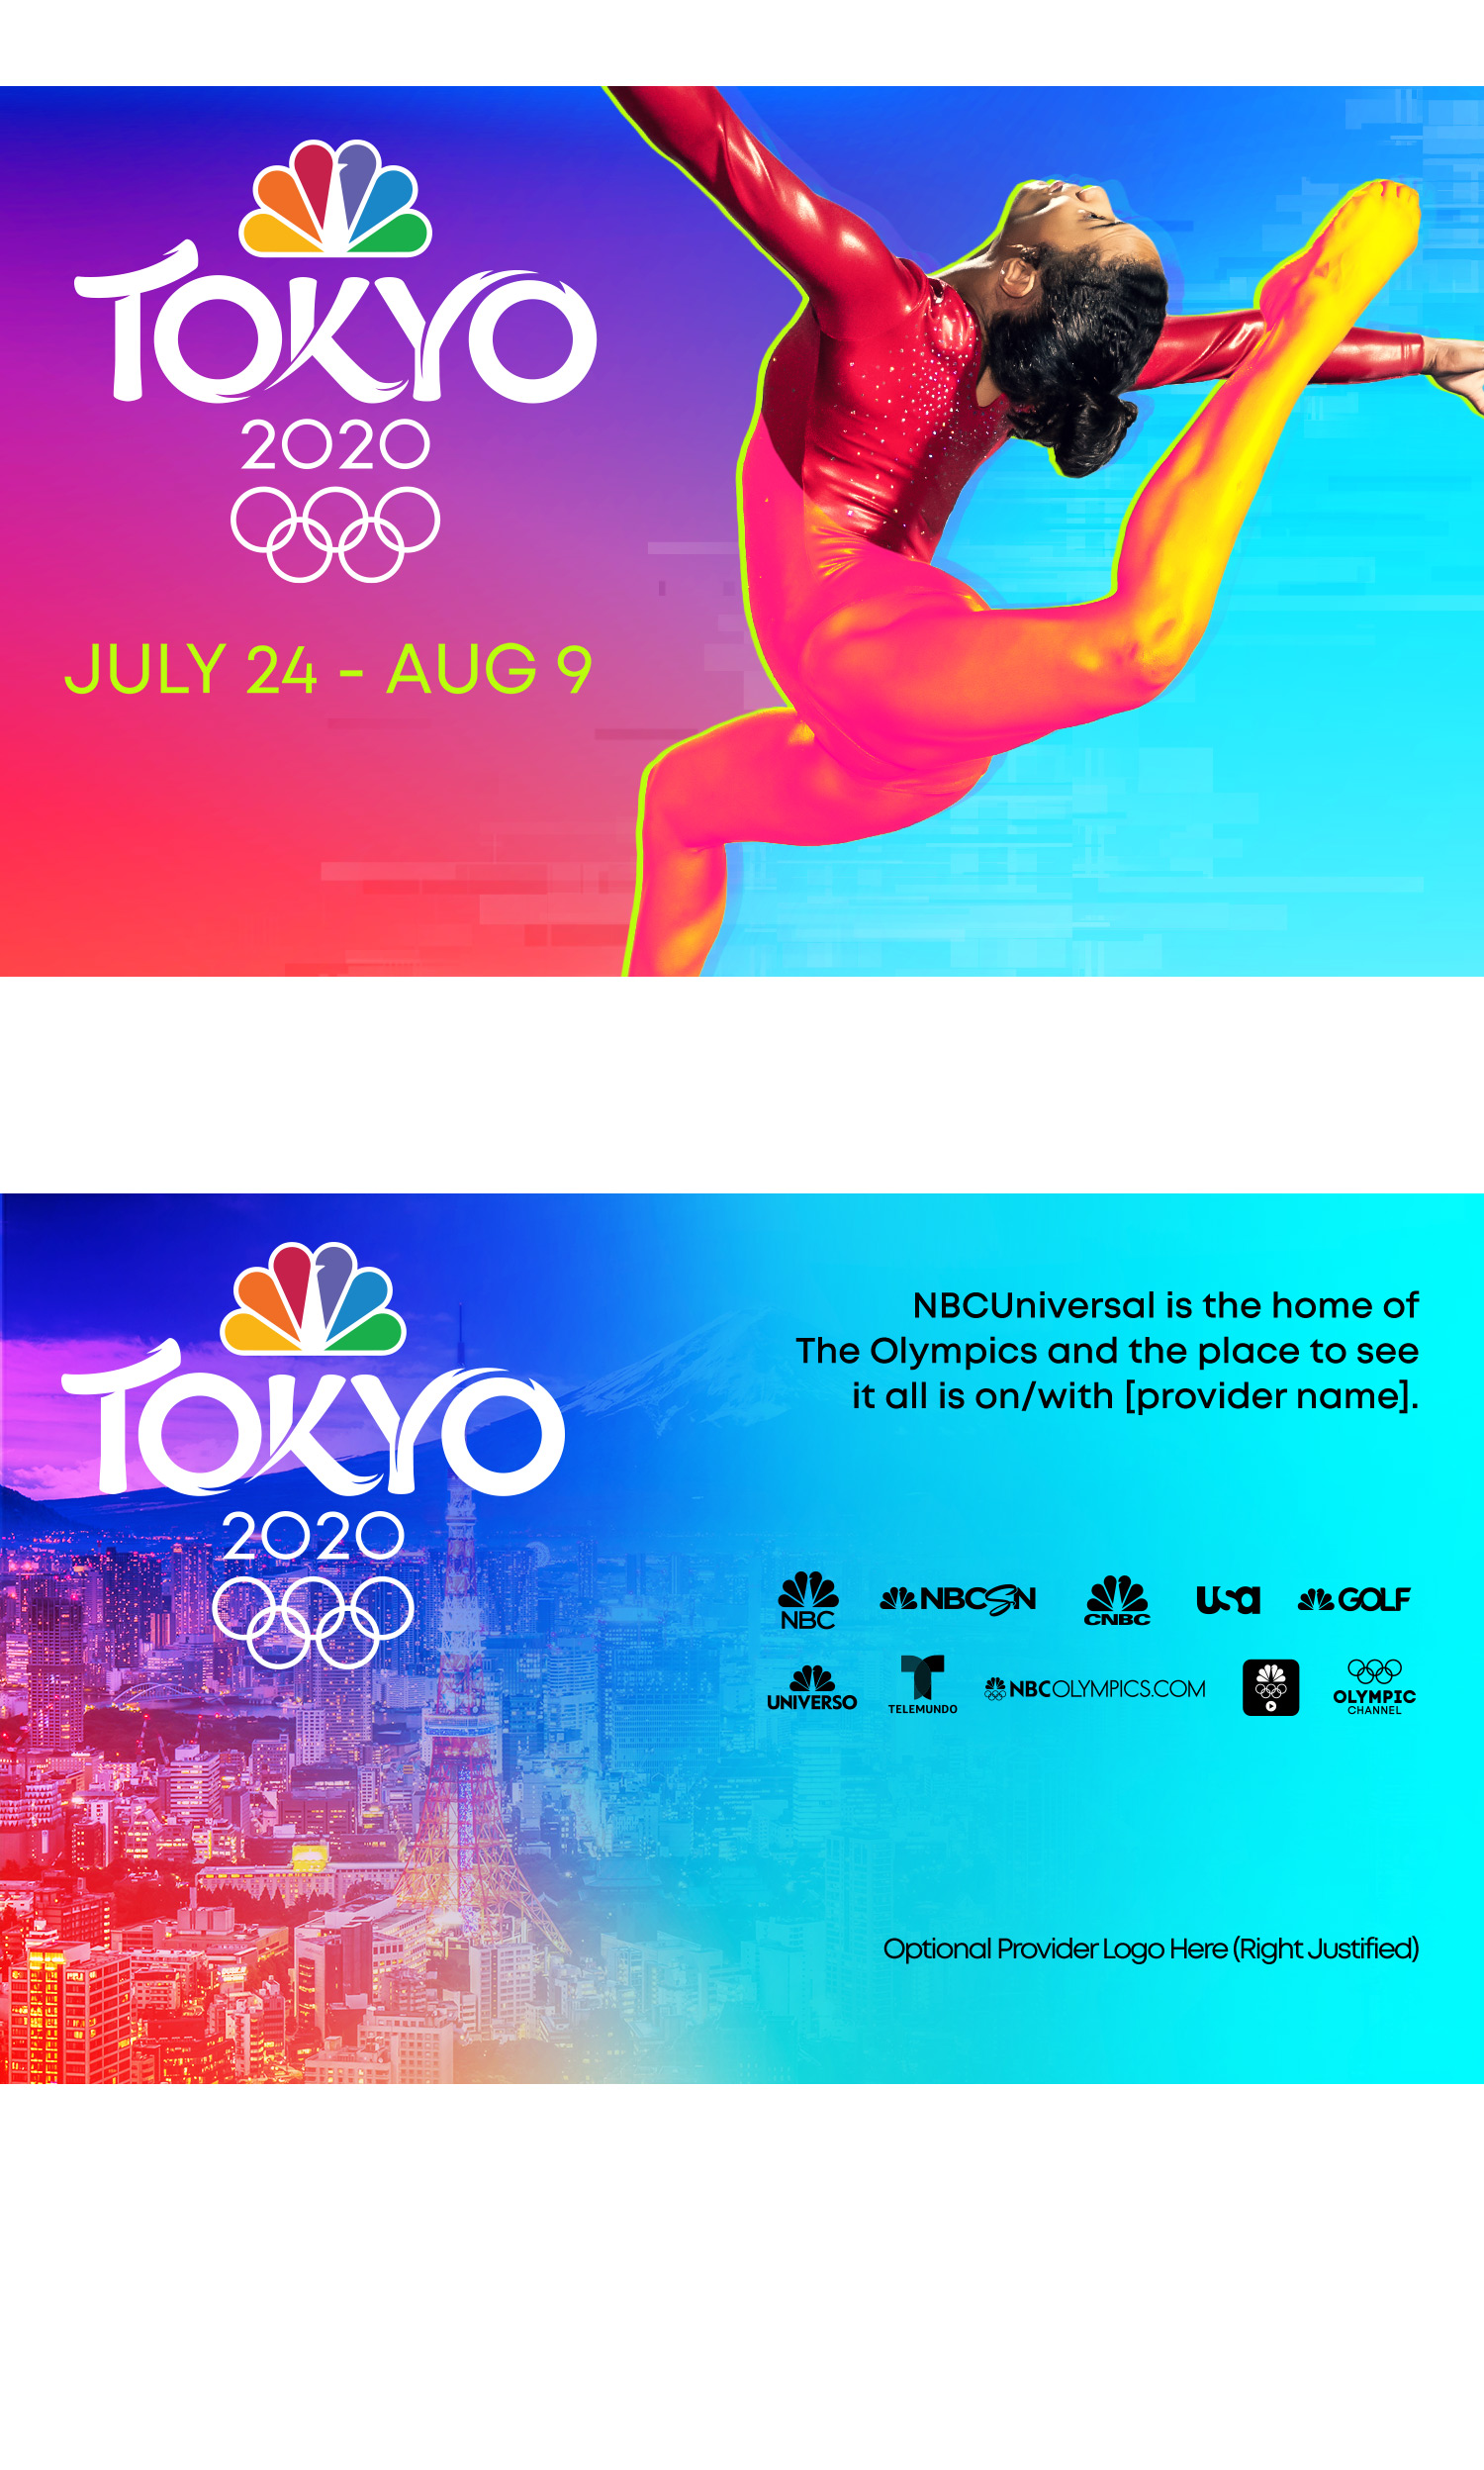 TOKYO
2020
JULY 24 - AUG 9
TOKYO
2020
NBCUniversal is the home of
The Olympics and the place to see
it all is on/with [provider name].
NBC
NBCSN
CNBC
USA
GOLF
UNIVERSO
TELEMUNDO
NBCOLYMPICS.COM
OLYMPIC
CHANNEL
Optional Provider Logo Here (Right Justified)